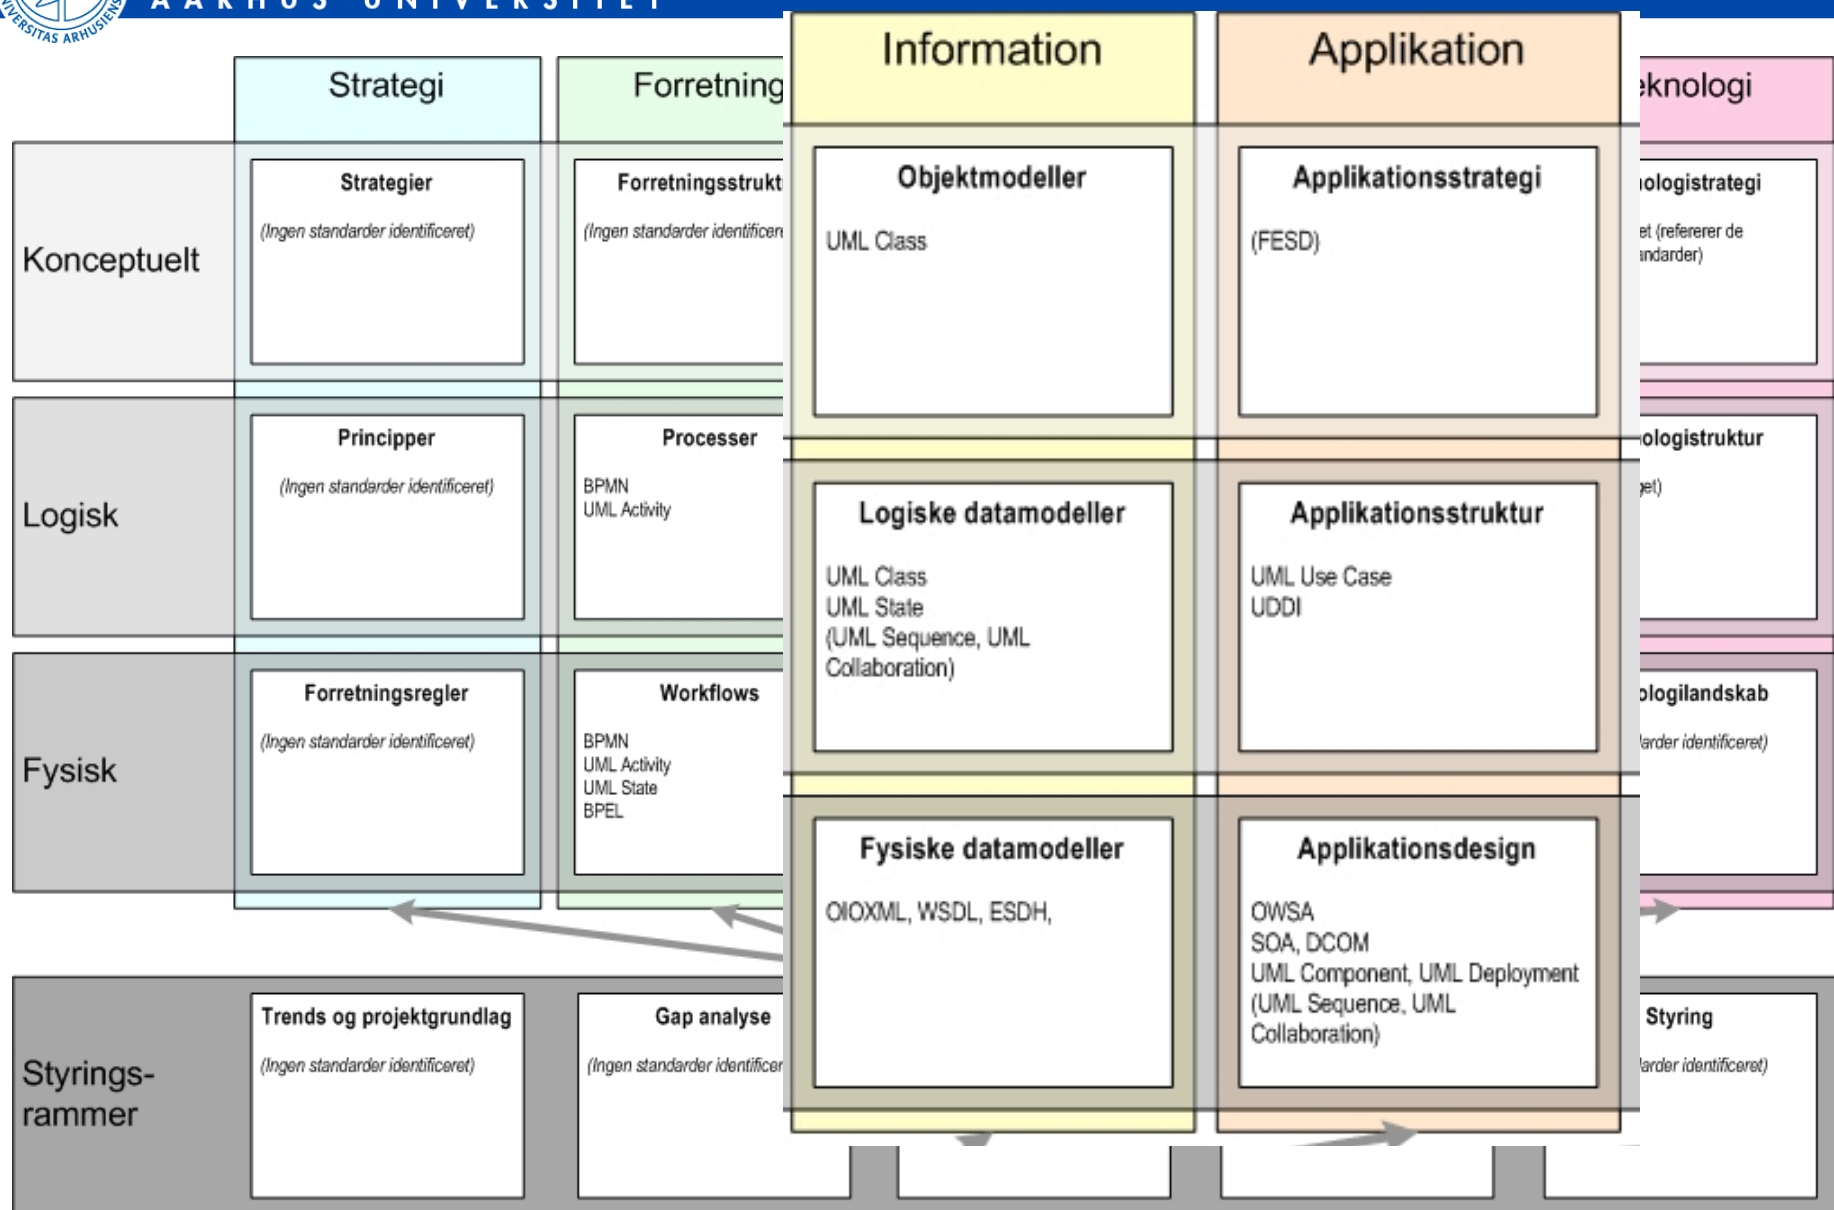 AARHUS UNIVERSITET
UNIVERSITAS ARHUSIENSIS
Strategi
Forretning
Information
Applikation
eknologi
Konceptuelt
Strategier
(Ingen standarder identificeret)
Forretningsstrukt
(Ingen standarder identificere
Objektmodeller
UML Class
Applikationsstrategi
(FESD)
ologistrategi
et (refererer de
andarder)
Logisk
Principper
(Ingen standarder identificeret)
Processer
BPMN
UML Activity
Logiske datamodeller
UML Class
UML State
(UML Sequence, UML
Collaboration)
Applikationsstruktur
UML Use Case
UDDI
ologistruktur
get)
Fysisk
Forretningsregler
(Ingen standarder identificeret)
Workflows
BPMN
UML Activity
UML State
BPEL
Fysiske datamodeller
OIOXML, WSDL, ESDH,
Applikationsdesign
OWSA
SOA, DCOM
UML Component, UML Deployment
(UML Sequence, UML
Collaboration)
ologilandskab
arder identificeret)
Styrings-
rammer
Trends og projektgrundlag
(Ingen standarder identificeret)
Gap analyse
(Ingen standarder identificer
Styring
arder identificeret)